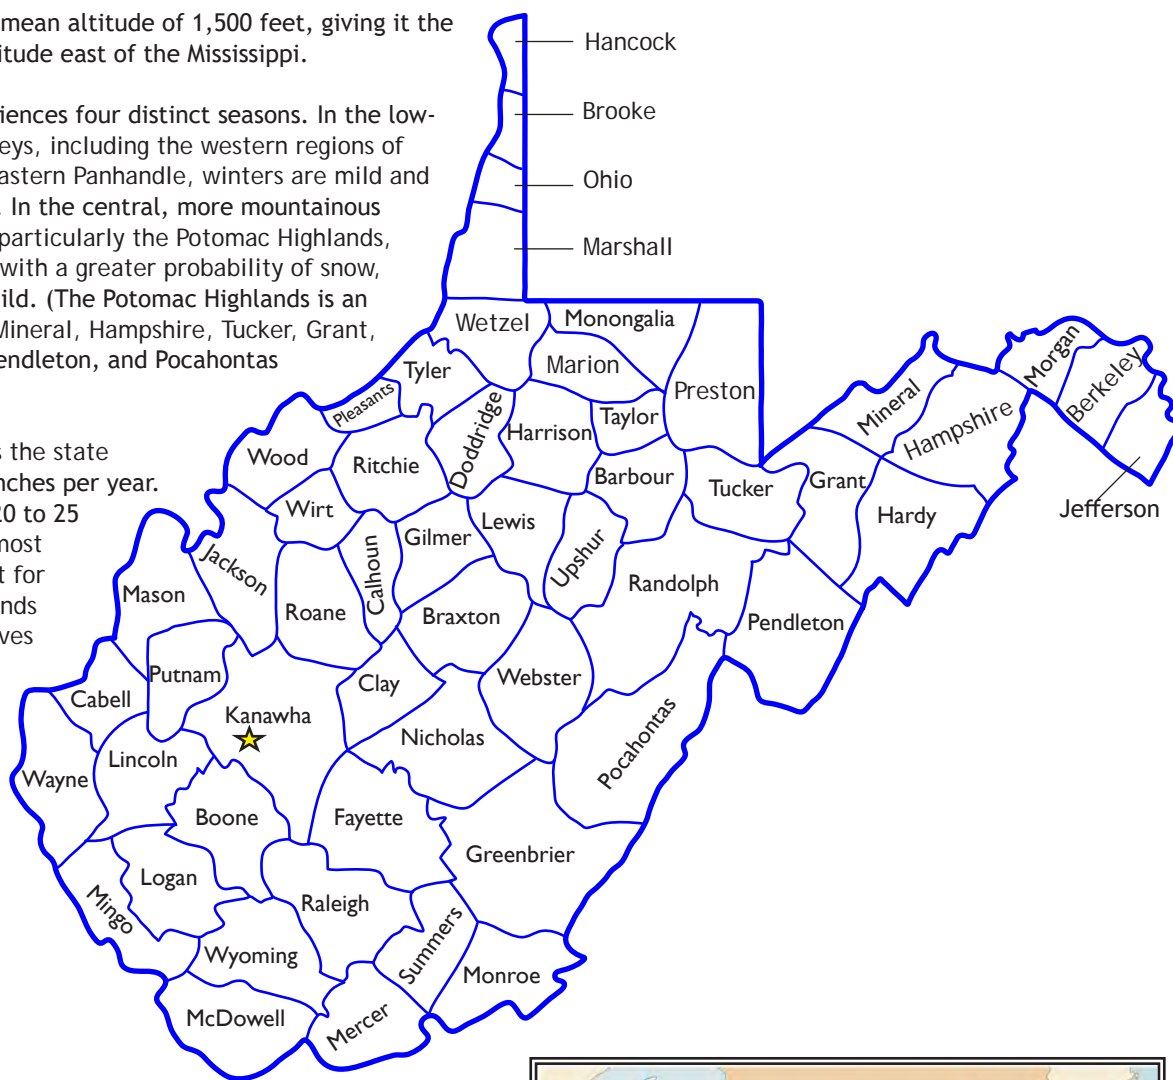 mean altitude of 1,500 feet, giving it the
itude east of the Mississippi.
iences four distinct seasons. In the low-
eys, including the western regions of
astern Panhandle, winters are mild and
. In the central, more mountainous
particularly the Potomac Highlands,
with a greater probability of snow,
ild. (The Potomac Highlands is an
Mineral, Hampshire, Tucker, Grant,
endleton, and Pocahontas
s the state
nches per year.
20 to 25
most
t for
nds
ves
Hancock
Brooke
Ohio
Marshall
Wetzel
Monongalia
Marion
Tyler
Pleasants
Preston
Morgan
Berkeley
Mineral
Hampshire
Jefferson
Doddridge
Harrison
Taylor
Wood
Ritchie
Barbour
Tucker
Grant
Hardy
Wirt
Lewis
Gilmer
Calhoun
Upshur
Jackson
Randolph
Mason
Roane
Braxton
Pendleton
Putnam
Clay
Webster
Cabell
Kanawha
Nicholas
Pocahontas
Lincoln
Wayne
Boone
Fayette
Greenbrier
Logan
Raleigh
Mingo
Summers
Wyoming
Monroe
McDowell
Mercer